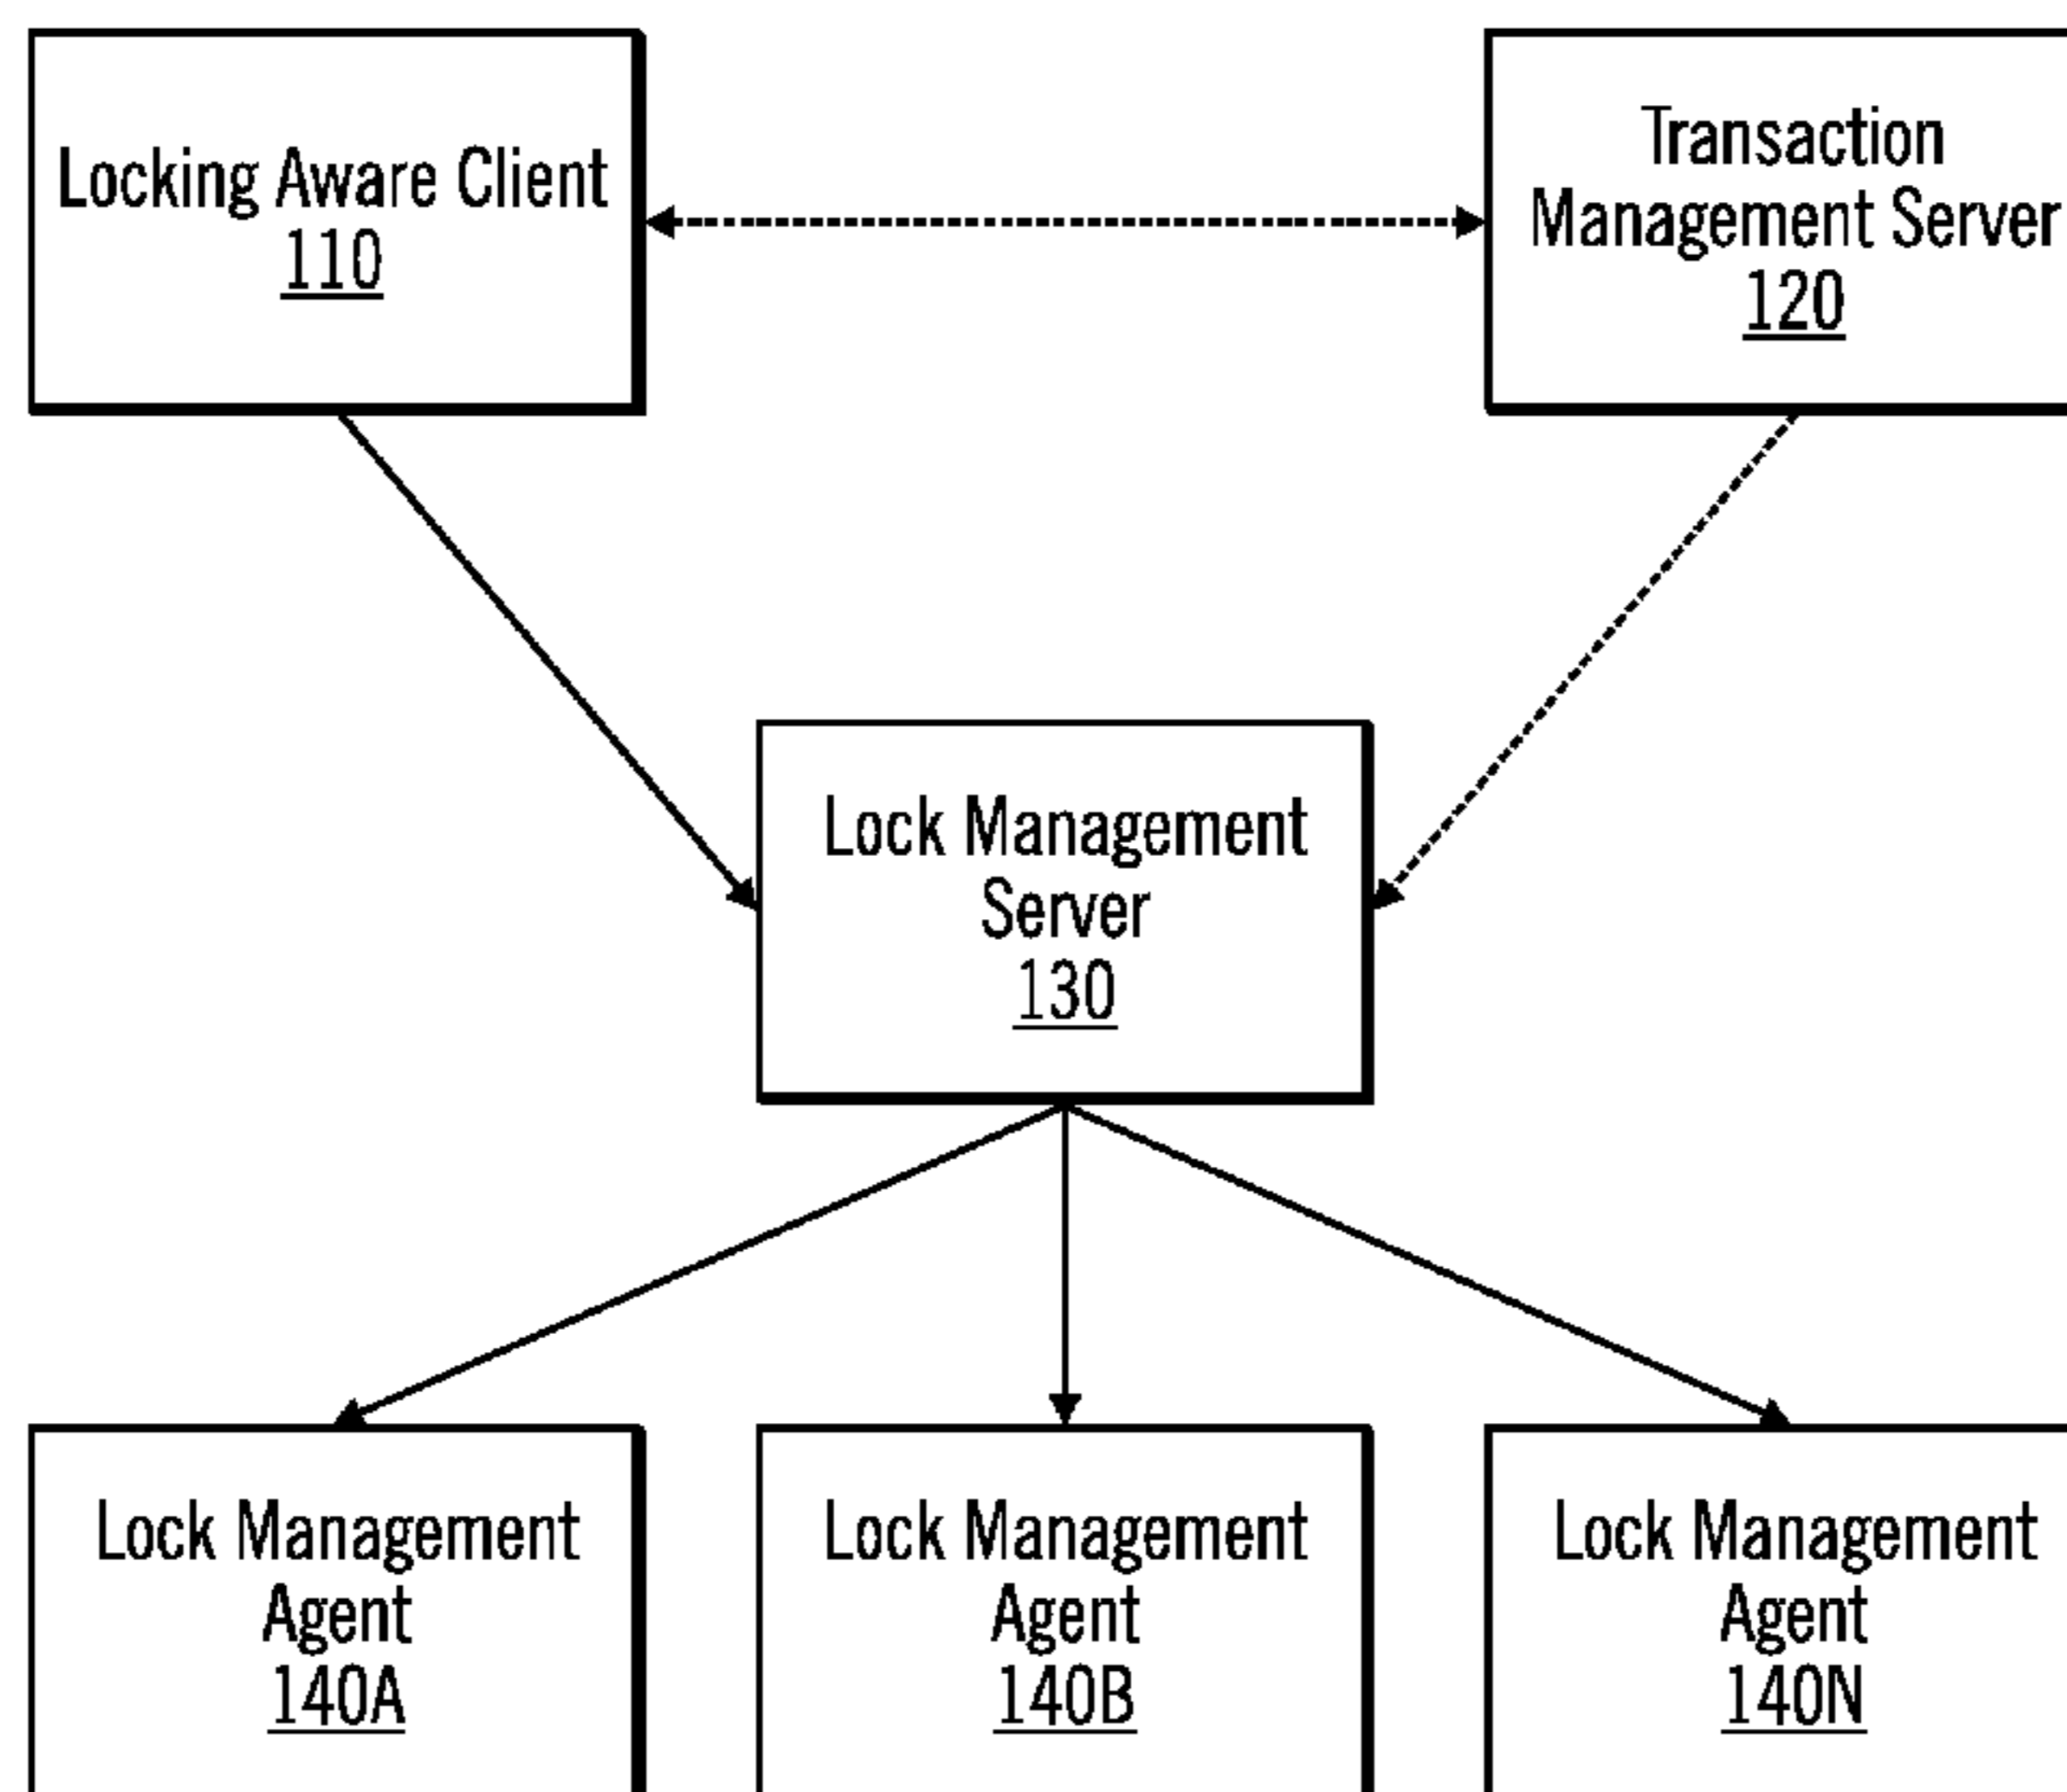 Locking Aware Client
110
Transaction
Management Server
120
Lock Management
Server
130
Lock Management
Agent
140A
Lock Management
Agent
140B
Lock Management
Agent
140N